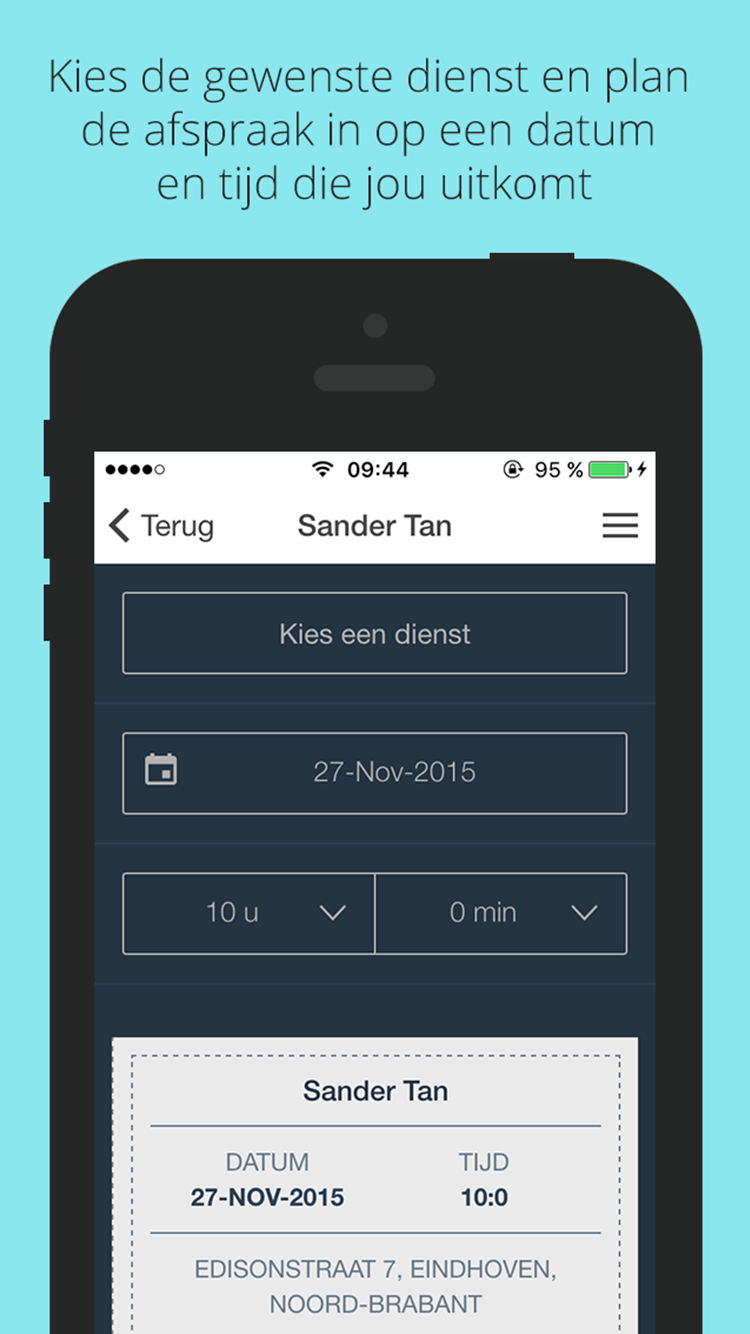 Kies de gewenste dienst en plan
de afspraak in op een datum
en tijd die jou uitkomt
09:44
95 %
Terug
Sander Tan
Kies een dienst
27-Nov-2015
10 u
0 min
Sander Tan
DATUM TIJD
27-NOV-2015 10:0
EDISONSTRAAT 7, EINDHOVEN,
NOORD-BRABANT